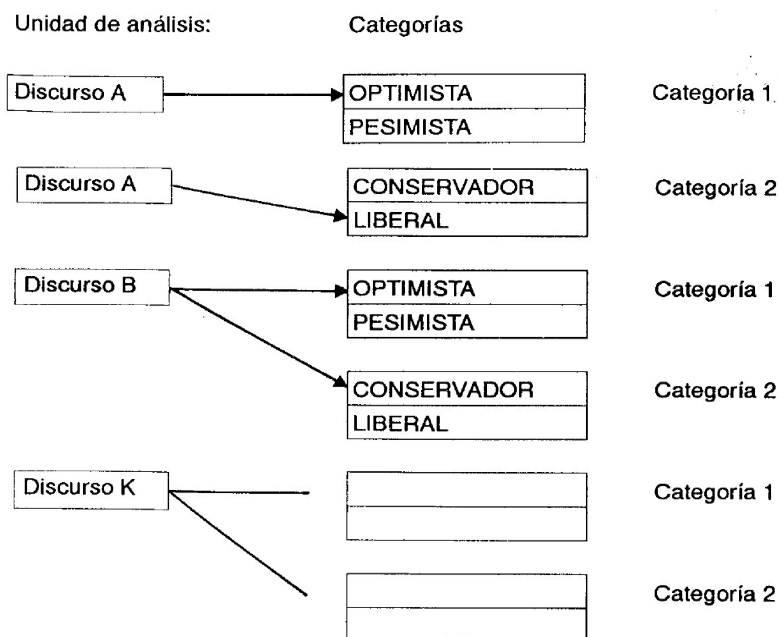 Unidad de análisis: Categorías
Discurso A OPTIMISTA Categoría 1
PESIMISTA
Discurso A CONSERVADOR Categoría 2
LIBERAL
Discurso B OPTIMISTA Categoría 1
PESIMISTA
CONSERVADOR Categoría 2
LIBERAL
Discurso K Categoría 1
Categoría 2